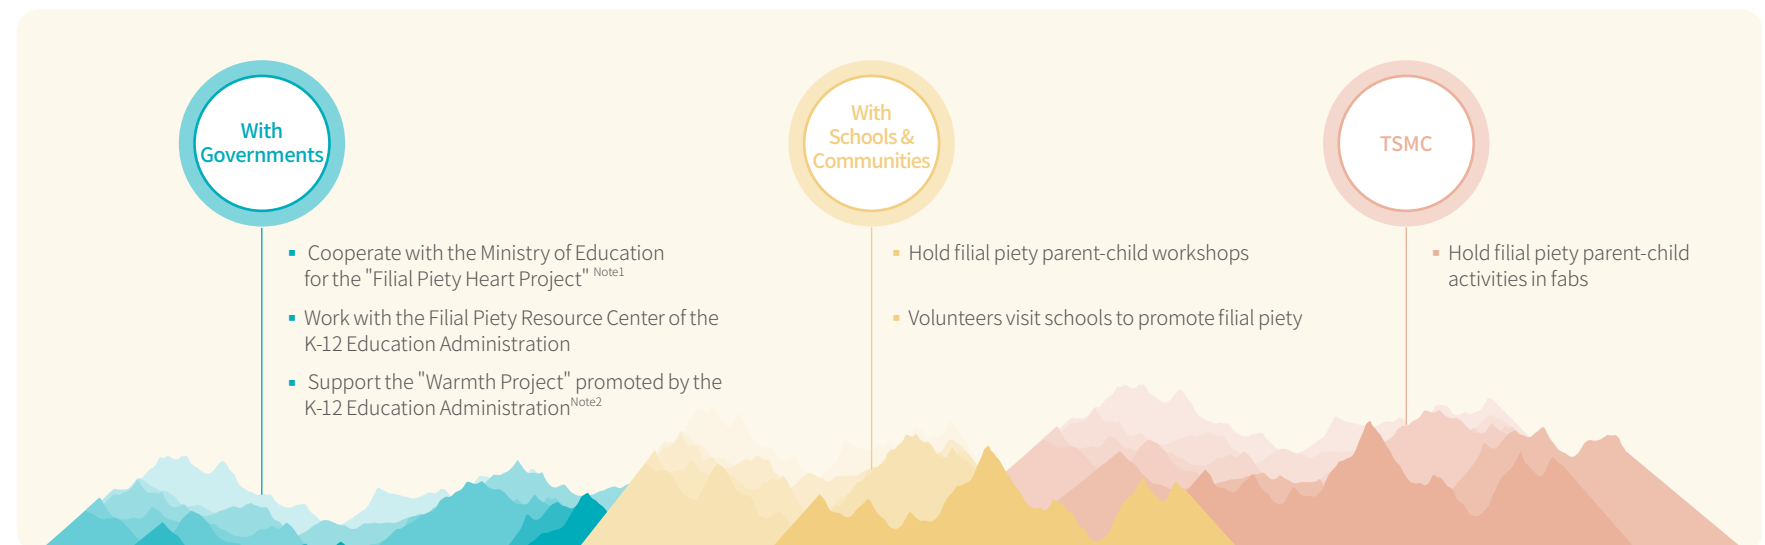 With
Governments
▪ Cooperate with the Ministry of Education
for the "Filial Piety Heart Project" Note1
▪ Work with the Filial Piety Resource Center of the
K-12 Education Administration
▪ Support the "Warmth Project" promoted by the
K-12 Education Administration Note2
With
Schools &
Communities
▪ Hold filial piety parent-child workshops
▪ Volunteers visit schools to promote filial piety
TSMC
▪ Hold filial piety parent-child
activities in fabs